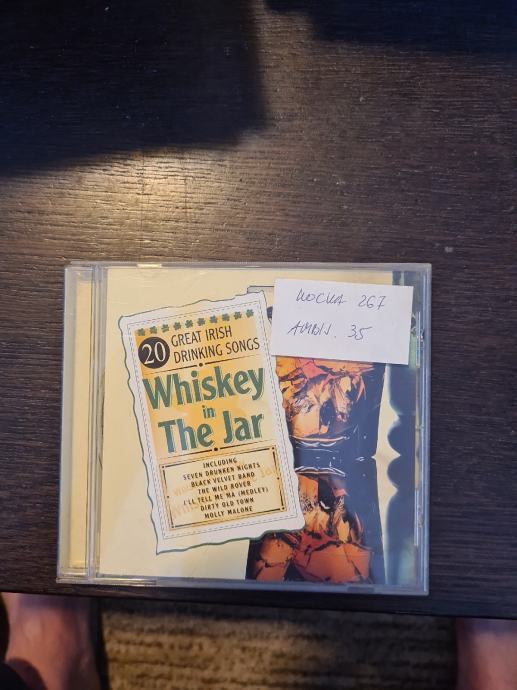 KOCKA 267
AMBIJ. 35
20 GREAT IRISH
DRINKING SONGS
Whiskey
in
The Jar
INCLUDING
SEVEN DRUNKEN NIGHTS
BLACK VELVET BAND
THE WILD ROVER
I'LL TELL ME MA (MEDLEY)
DIRTY OLD TOWN
MOLLY MALONE